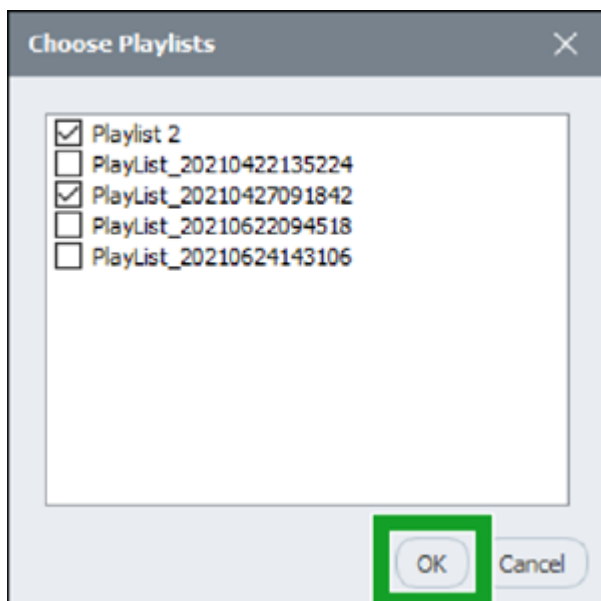 Choose Playlists
Playlist 2
PlayList_20210422135224
PlayList_20210427091842
PlayList_20210622094518
PlayList_20210624143106
OK Cancel